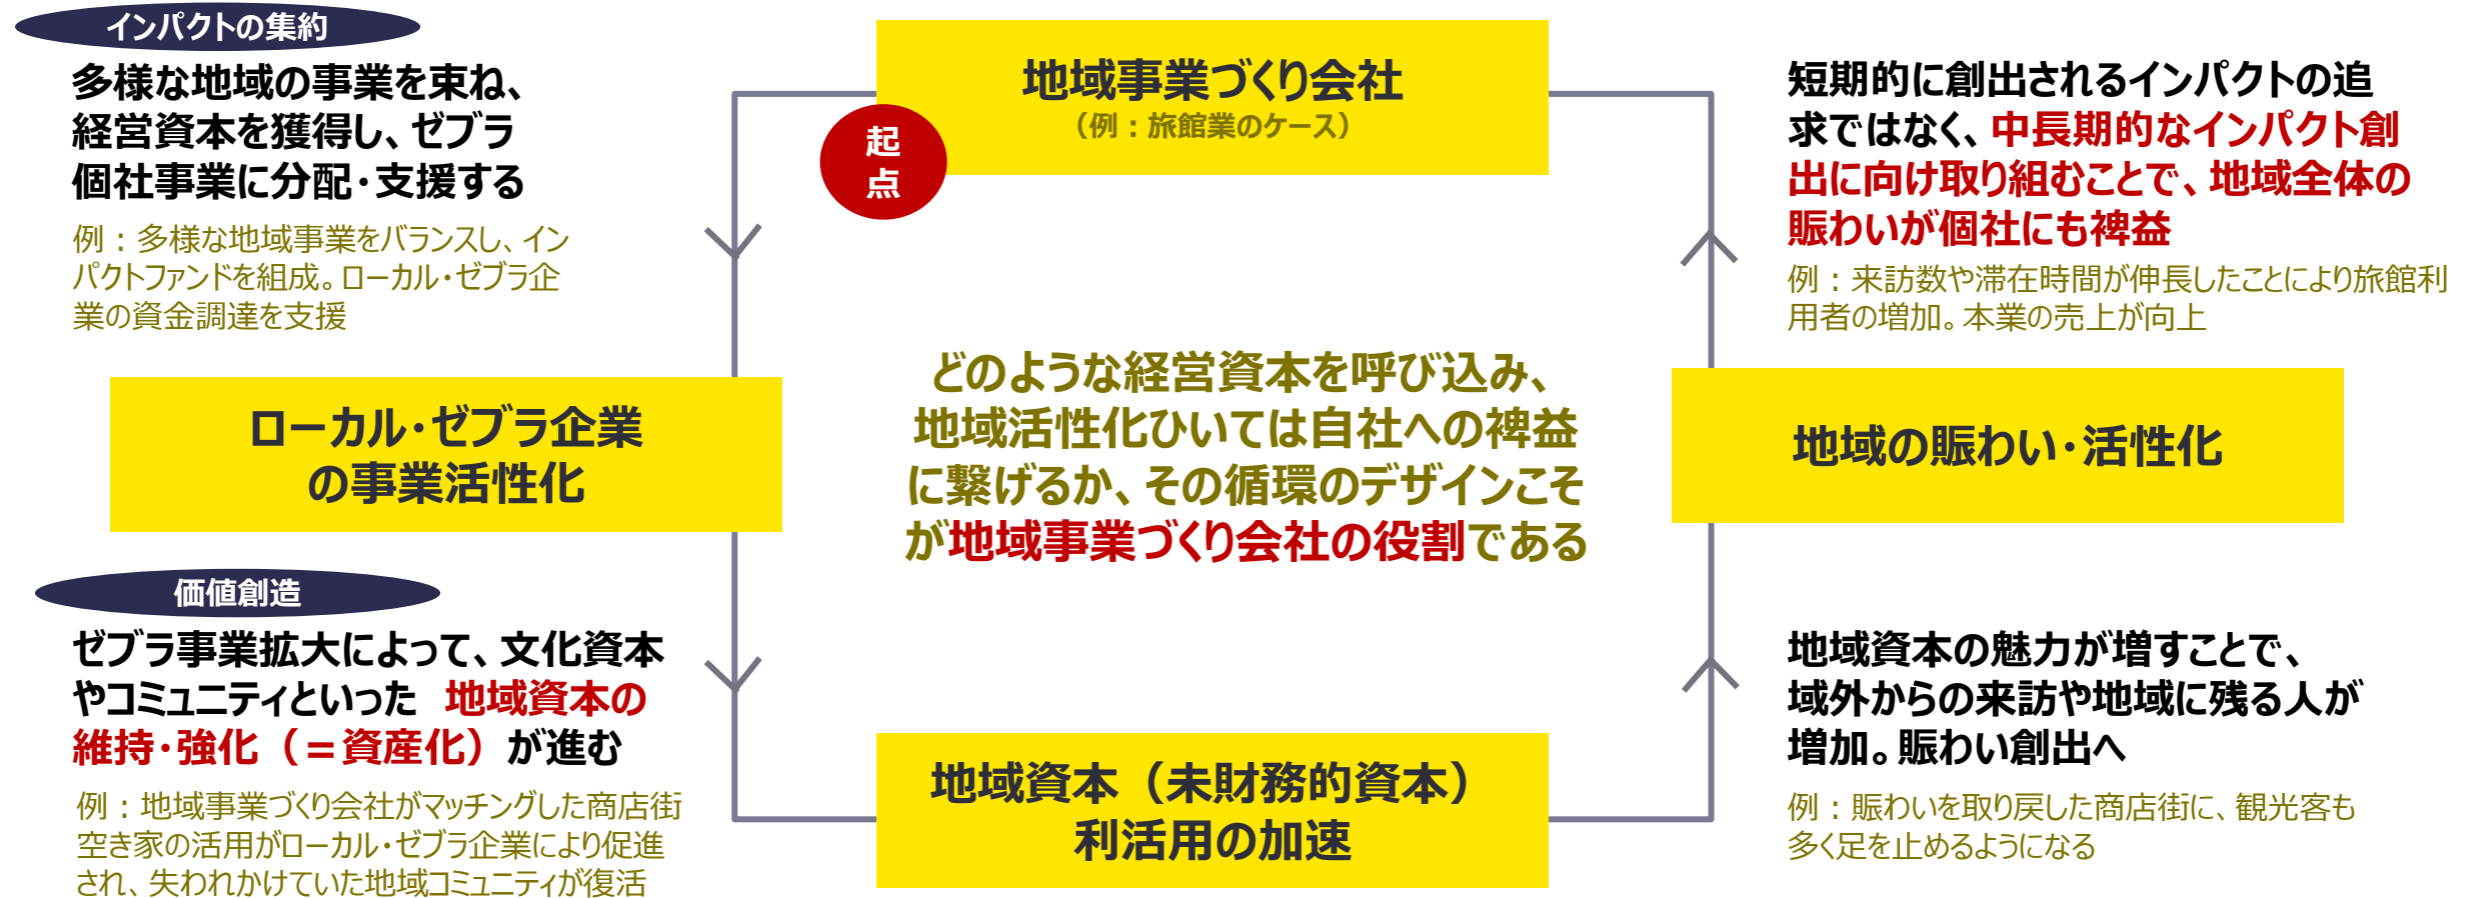 インパクトの集約
多様な地域の事業を束ね、
経営資本を獲得し、ゼブラ
個社事業に分配・支援する
例：多様な地域事業をバランスし、イン
パクトファンドを組成。ローカル・ゼブラ企
業の資金調達を支援
地域事業づくり会社
（例：旅館業のケース）
起
点
短期的に創出されるインパクトの追
求ではなく、中長期的なインパクト創
出に向け取り組むことで、地域全体の
賑わいが個社にも裨益
例：来訪数や滞在時間が伸長したことにより旅館利
用者の増加。本業の売上が向上
ローカル・ゼブラ企業
の事業活性化
どのような経営資本を呼び込み、
地域活性化ひいては自社への裨益
に繋げるか、その循環のデザインこそ
が地域事業づくり会社の役割である
地域の賑わい・活性化
価値創造
ゼブラ事業拡大によって、文化資本
やコミュニティといった　地域資本の
維持・強化（＝資産化）が進む
例：地域事業づくり会社がマッチングした商店街
空き家の活用がローカル・ゼブラ企業により促進
され、失われかけていた地域コミュニティが復活
地域資本（未財務的資本）
利活用の加速
地域資本の魅力が増すことで、
域外からの来訪や地域に残る人が
増加。賑わい創出へ
例：賑わいを取り戻した商店街に、観光客も
多く足を止めるようになる